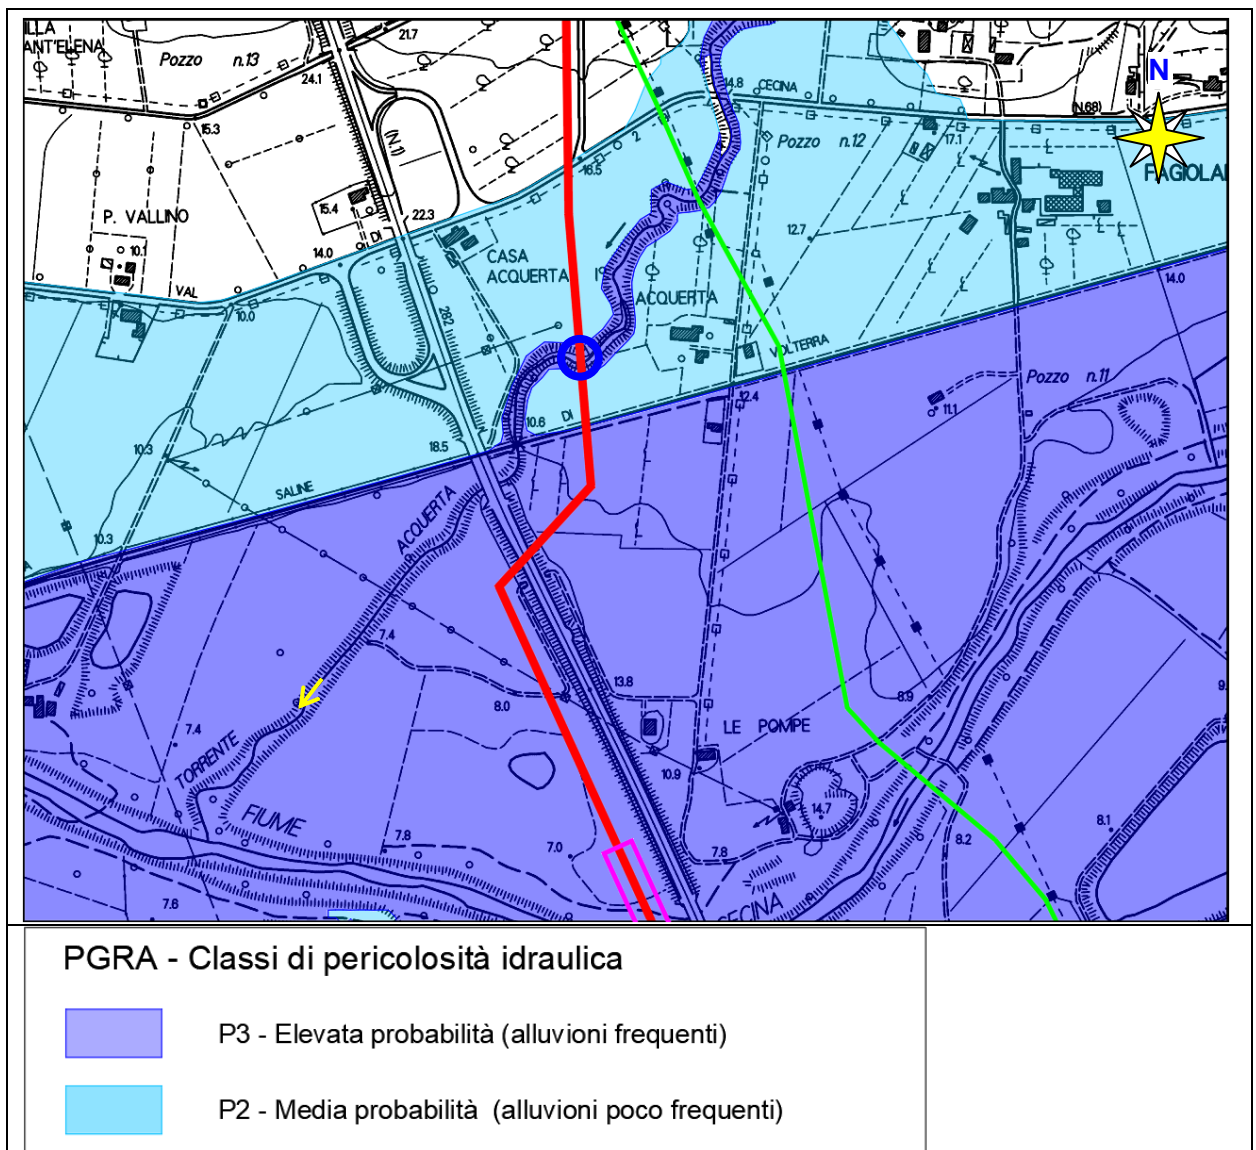 ILLA
ANT'ELENA
Pozzo n.13
24.1
21.7
15.3
(N.1)
14.8
CECINA
(N.68)
N
Pozzo n.12
17.1
FAGIOLAI
2
16.5
P. VALLINO
10.1
15.4
22.3
DI
14.0
VAL
10.0
CASA
ACQUERTA
ACQUERTA
12.7
14.0
282
VOLTERRA
12.4
Pozzo n.11
11.1
10.6
DI
18.5
10.3
SALINE
10.3
ACQUERTA
7.4
8.0
13.8
8.9
9.
LE POMPE
7.4
TORRENTE
10.9
14.7
FIUME
7.8
7.0
7.8
8.2
8.1
7.6
CECINA
PGRA - Classi di pericolosità idraulica
P3 - Elevata probabilità (alluvioni frequenti)
P2 - Media probabilità (alluvioni poco frequenti)